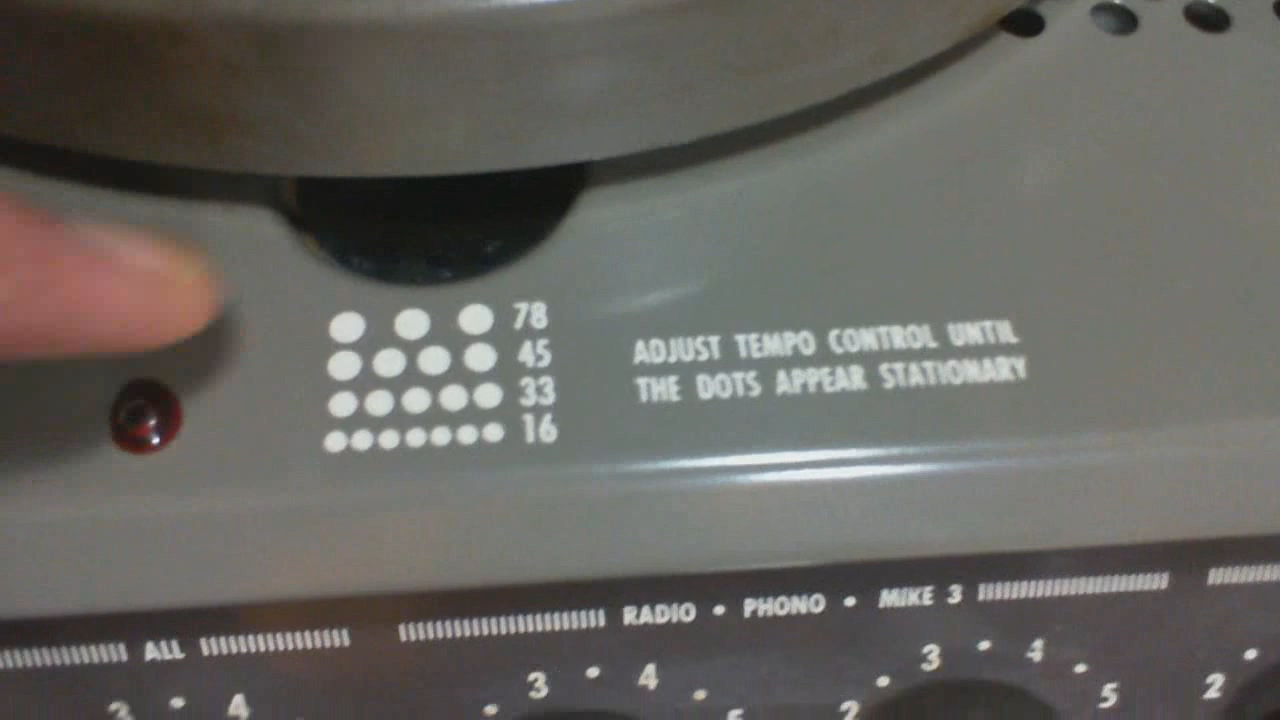 78
45
33
16
ADJUST TEMPO CONTROL UNTIL
THE DOTS APPEAR STATIONARY
ALL
RADIO • PHONO • MIKE 3
3 • 4
3 • 4
2 • 3 • 4 • 5
2